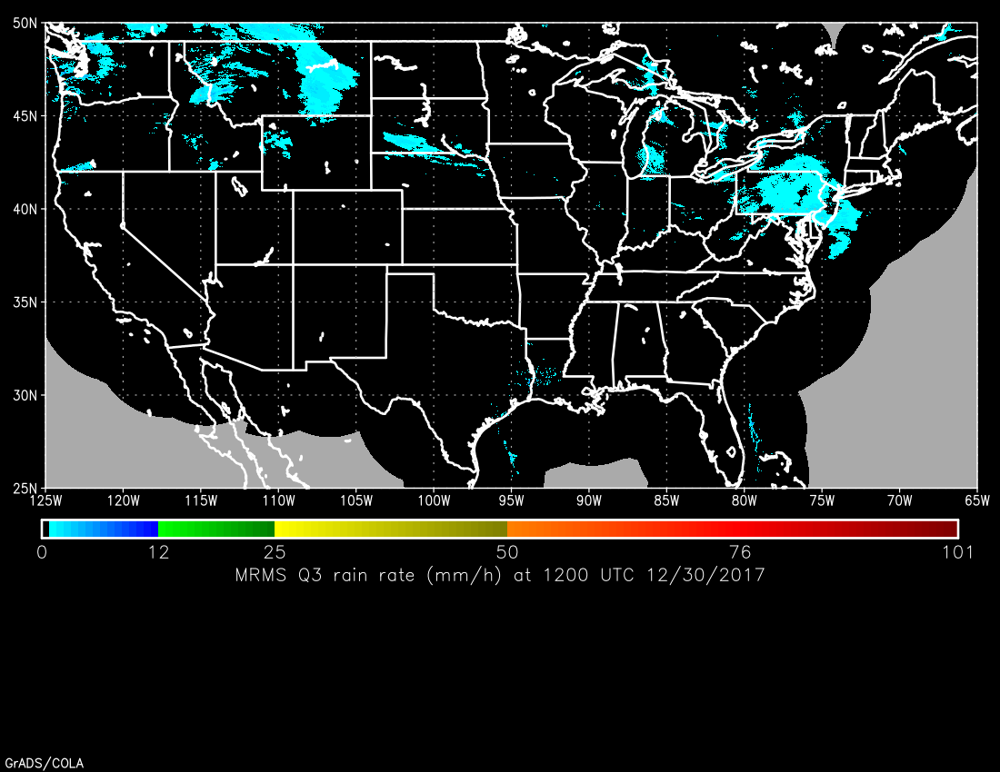 50N
45N
40N
35N
30N
25N
125W 120W 115W 110W 105W 100W 95W 90W 85W 80W 75W 70W 65W
0 12 25 50 76 101
MRMS Q3 rain rate (mm/h) at 1200 UTC 12/30/2017
GrADS/COLA